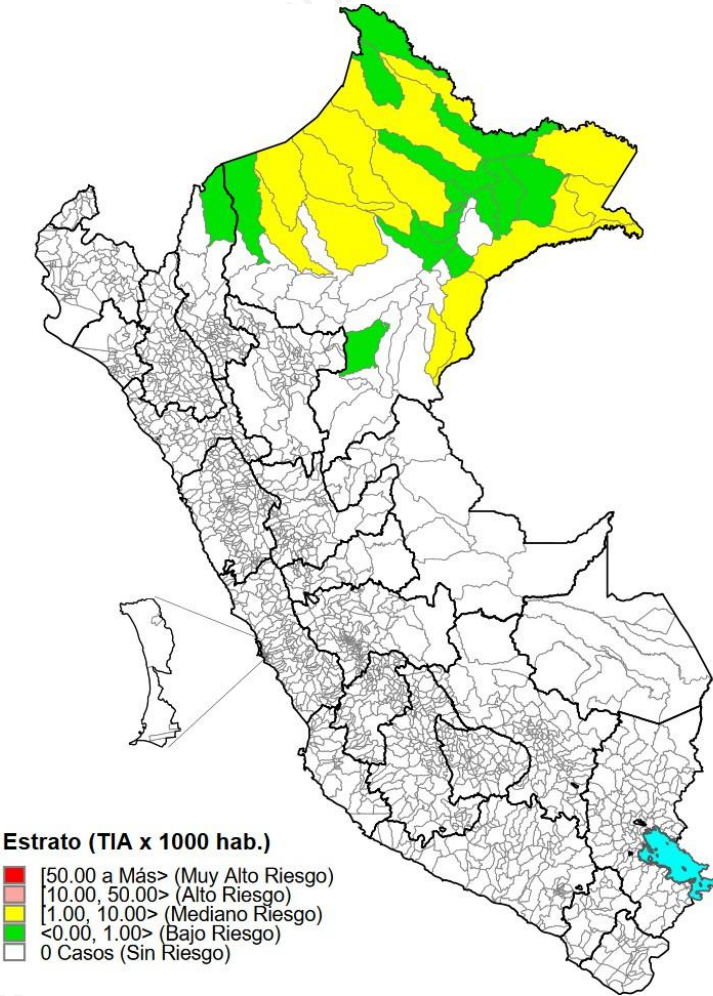 Estrato (TIA x 1000 hab.)
[50.00 a Más> (Muy Alto Riesgo)
[10.00, 50.00> (Alto Riesgo)
[1.00, 10.00> (Mediano Riesgo)
<0.00, 1.00> (Bajo Riesgo)
0 Casos (Sin Riesgo)